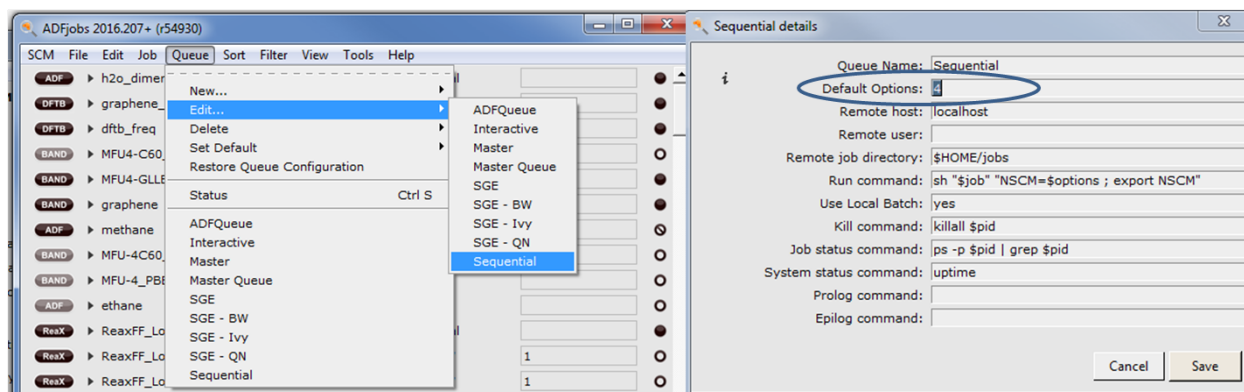 ADFjobs 2016.207+ (r54930)
SCM File Edit Job Queue Sort Filter View Tools Help
ADF h2o_dimer
DFTB graphene_
DFTB dftb_freq
BAND MFU4-C60_
BAND MFU4-GLLB
BAND graphene
ADF methane
BAND MFU-4C60_
BAND MFU-4_PBE
ADF ethane
ReaX ReaxFF_Lo
ReaX ReaxFF_Lo 1
ReaX ReaxFF_Lo 1
New...
Edit...
Delete
Set Default
Restore Queue Configuration
Status Ctrl S
ADFQueue
Interactive
Master
Master Queue
SGE
SGE - BW
SGE - Ivy
SGE - QN
Sequential
ADFQueue
Interactive
Master
Master Queue
SGE
SGE - BW
SGE - Ivy
SGE - QN
Sequential
Sequential details
i
Queue Name: Sequential
Default Options: 4
Remote host: localhost
Remote user:
Remote job directory: $HOME/jobs
Run command: sh "$job" "NSCM=$options ; export NSCM"
Use Local Batch: yes
Kill command: killall $pid
Job status command: ps -p $pid | grep $pid
System status command: uptime
Prolog command:
Epilog command:
Cancel Save